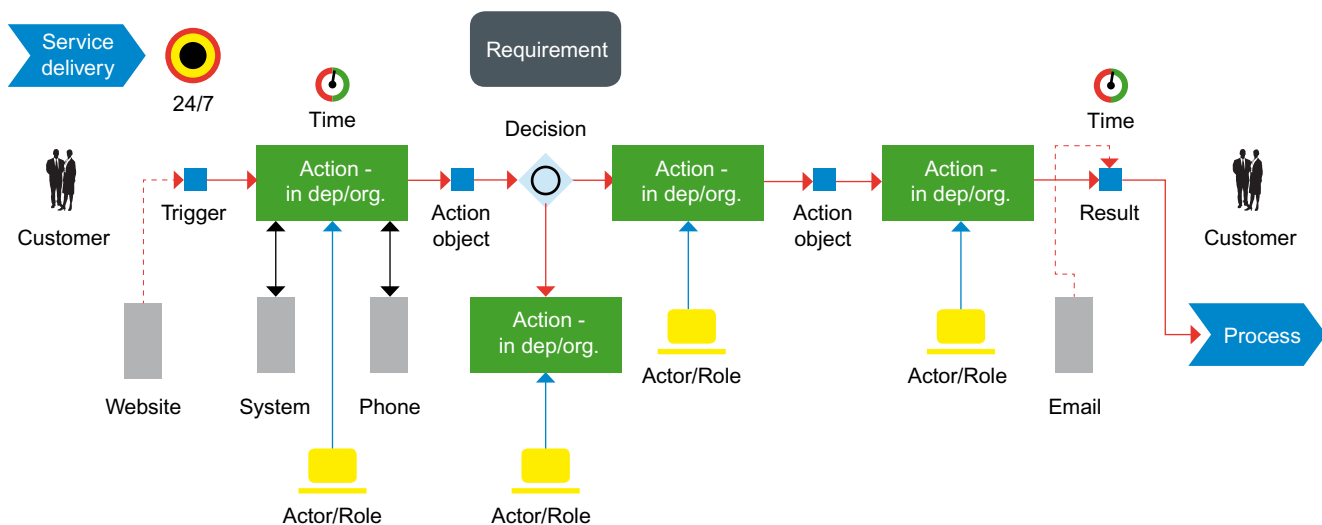 Service
delivery
24/7
Requirement
Time
Time
Decision
Customer
Trigger
Action -
in dep/org.
Action
object
Action -
in dep/org.
Action
object
Action -
in dep/org.
Result
Customer
Action -
in dep/org.
Process
Website
System
Phone
Actor/Role
Actor/Role
Email
Actor/Role
Actor/Role